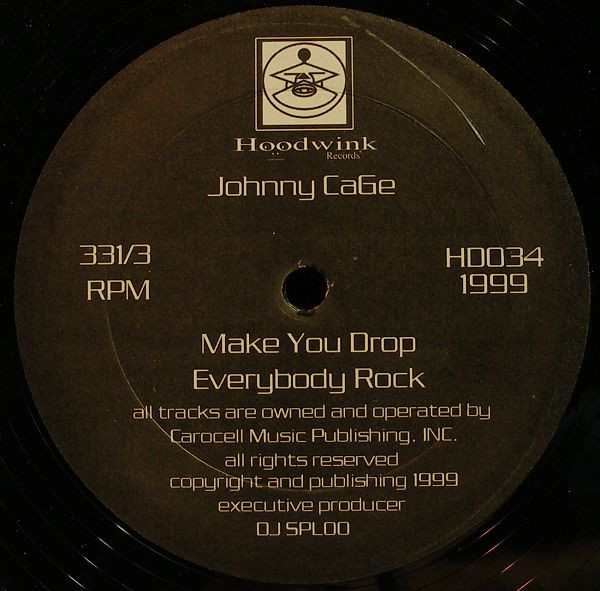 Hoodwink
Records
Johnny CaGe
331/3
RPM
HD034
1999
Make You Drop
Everybody Rock
all tracks are owned and operated by
Carocell Music Publishing, INC.
all rights reserved
copyright and publishing 1999
executive producer
DJ SPLOO